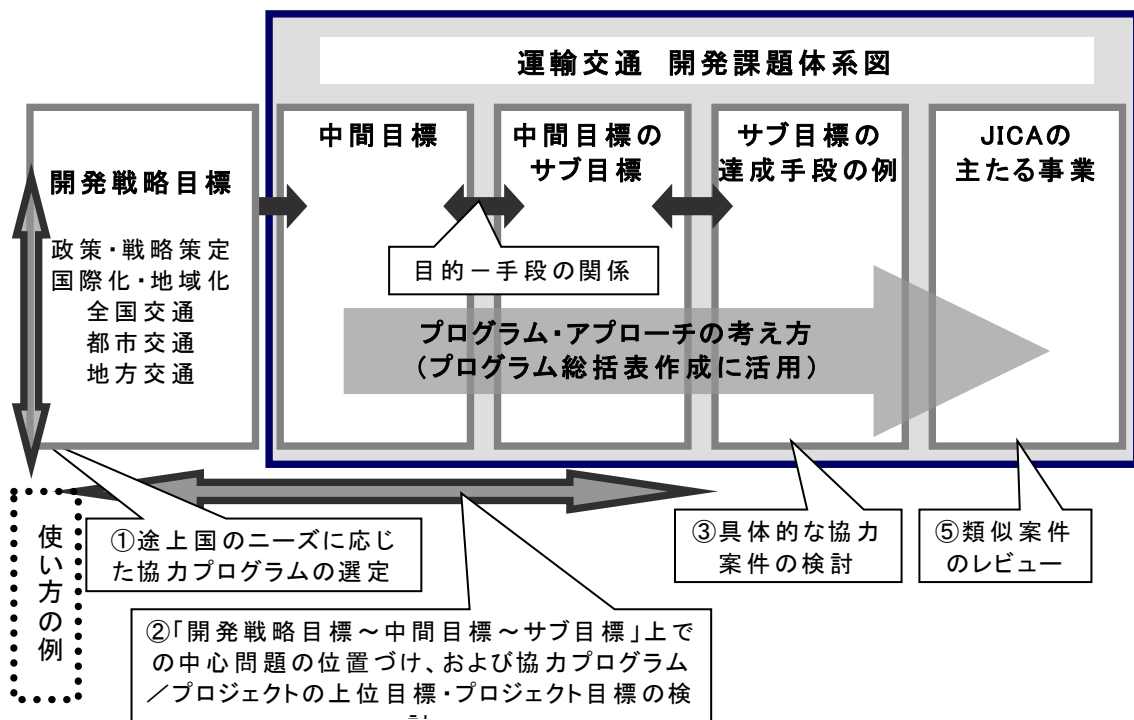 運輸交通 開発課題体系図
開発戦略目標
政策・戦略策定
国際化・地域化
全国交通
都市交通
地方交通
中間目標
中間目標の
サブ目標
サブ目標の
達成手段の例
JICAの
主たる事業
目的－手段の関係
プログラム・アプローチの考え方
（プログラム総括表作成に活用）
使い方の例
①途上国のニーズに応じ
た協力プログラムの選定
③具体的な協力
案件の検討
⑤類似案件
のレビュー
②「開発戦略目標～中間目標～サブ目標」上で
の中心問題の位置づけ、および協力プログラム
／プロジェクトの上位目標・プロジェクト目標の検